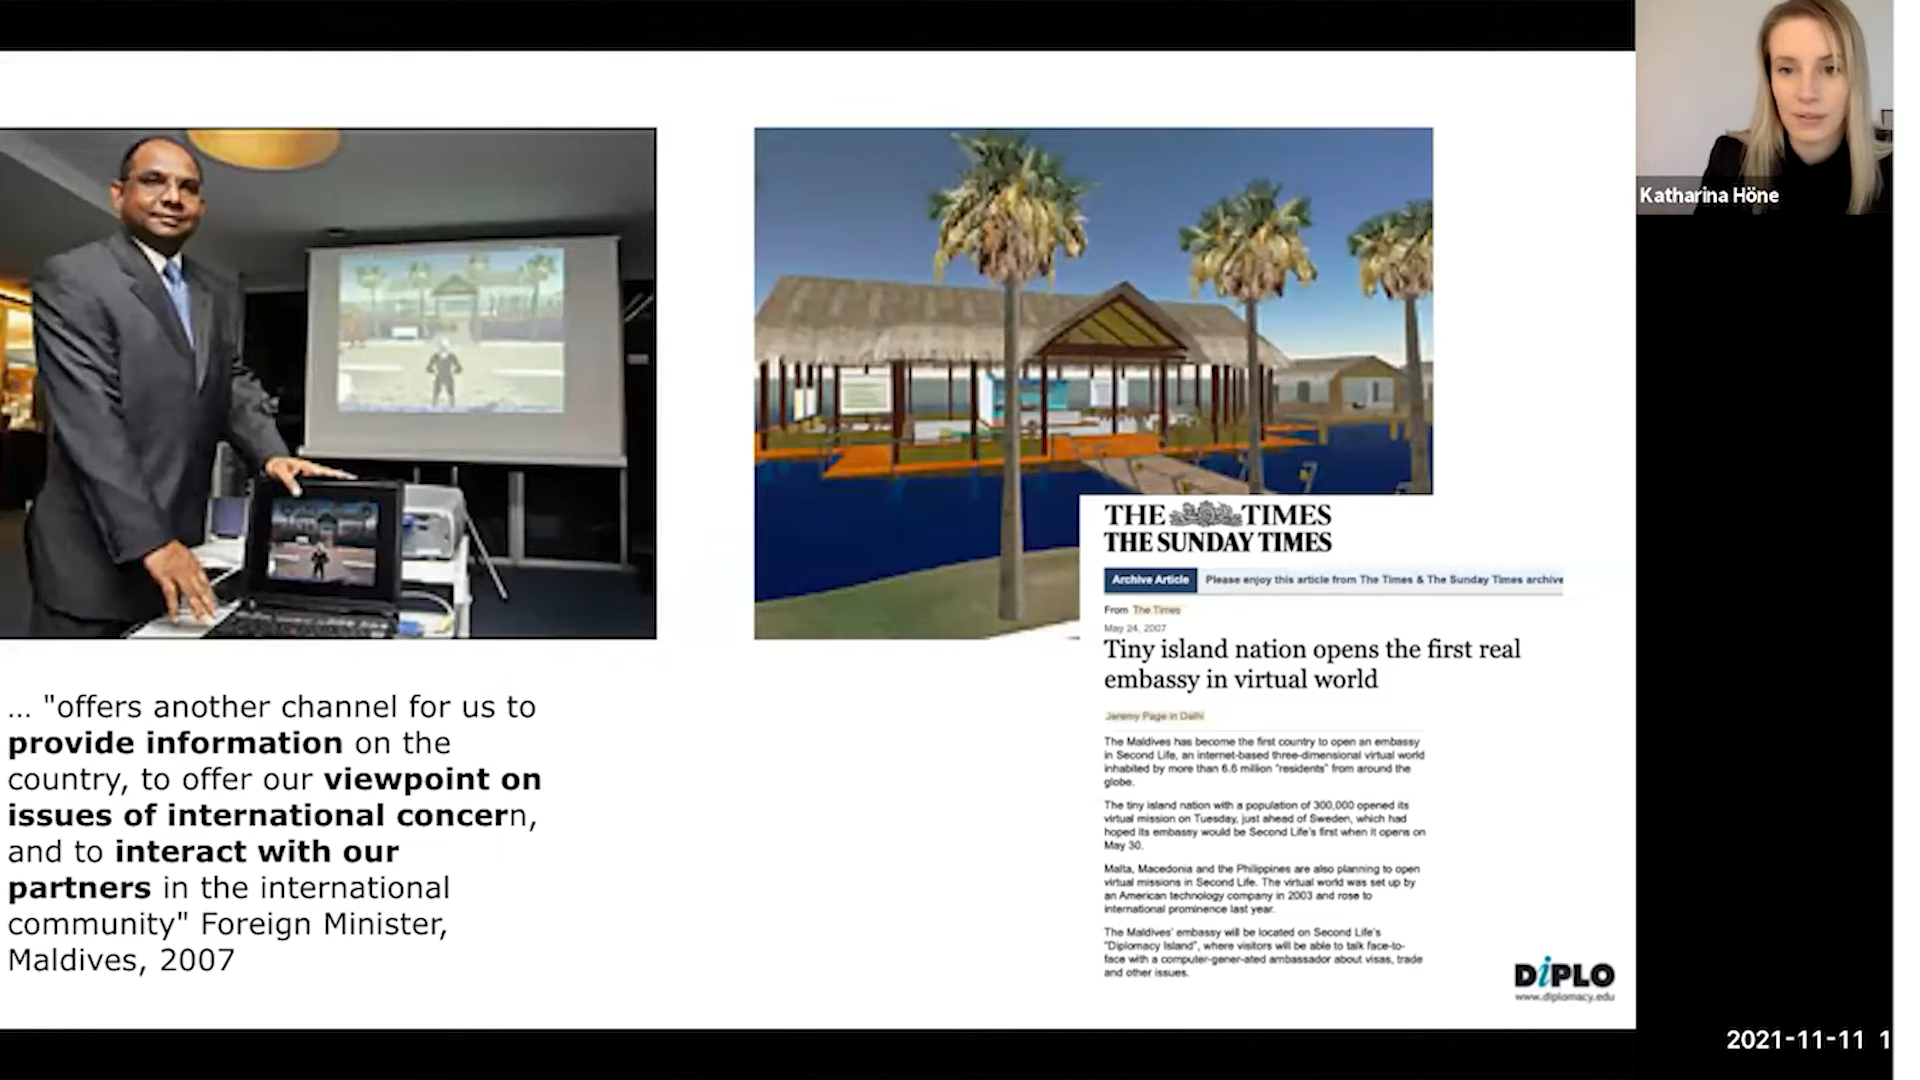 Katharina Höne
THE TIMES
THE SUNDAY TIMES
Archive Article Please enjoy this article from The Times & The Sunday Times archive
From The Times
May 24, 2007
Tiny island nation opens the first real
embassy in virtual world
Jeremy Page in Delhi
The Maldives has become the first country to open an embassy
in Second Life, an internet-based three-dimensional virtual world
inhabited by more than 6.6 million "residents" from around the
globe.
The tiny island nation with a population of 300,000 opened its
virtual mission on Tuesday, just ahead of Sweden, which had
hoped its embassy would be Second Life's first when it opens on
May 30.
Malta, Macedonia and the Philippines are also planning to open
virtual missions in Second Life. The virtual world was set up by
an American technology company in 2003 and rose to
international prominence last year.
The Maldives' embassy will be located on Second Life's
"Diplomacy Island", where visitors will be able to talk face-to-
face with a computer-gener-ated ambassador about visas, trade
and other issues.
... "offers another channel for us to
provide information on the
country, to offer our viewpoint on
issues of international concern,
and to interact with our
partners in the international
community" Foreign Minister,
Maldives, 2007
DiPLO
www.diplomacy.edu
2021-11-11 1